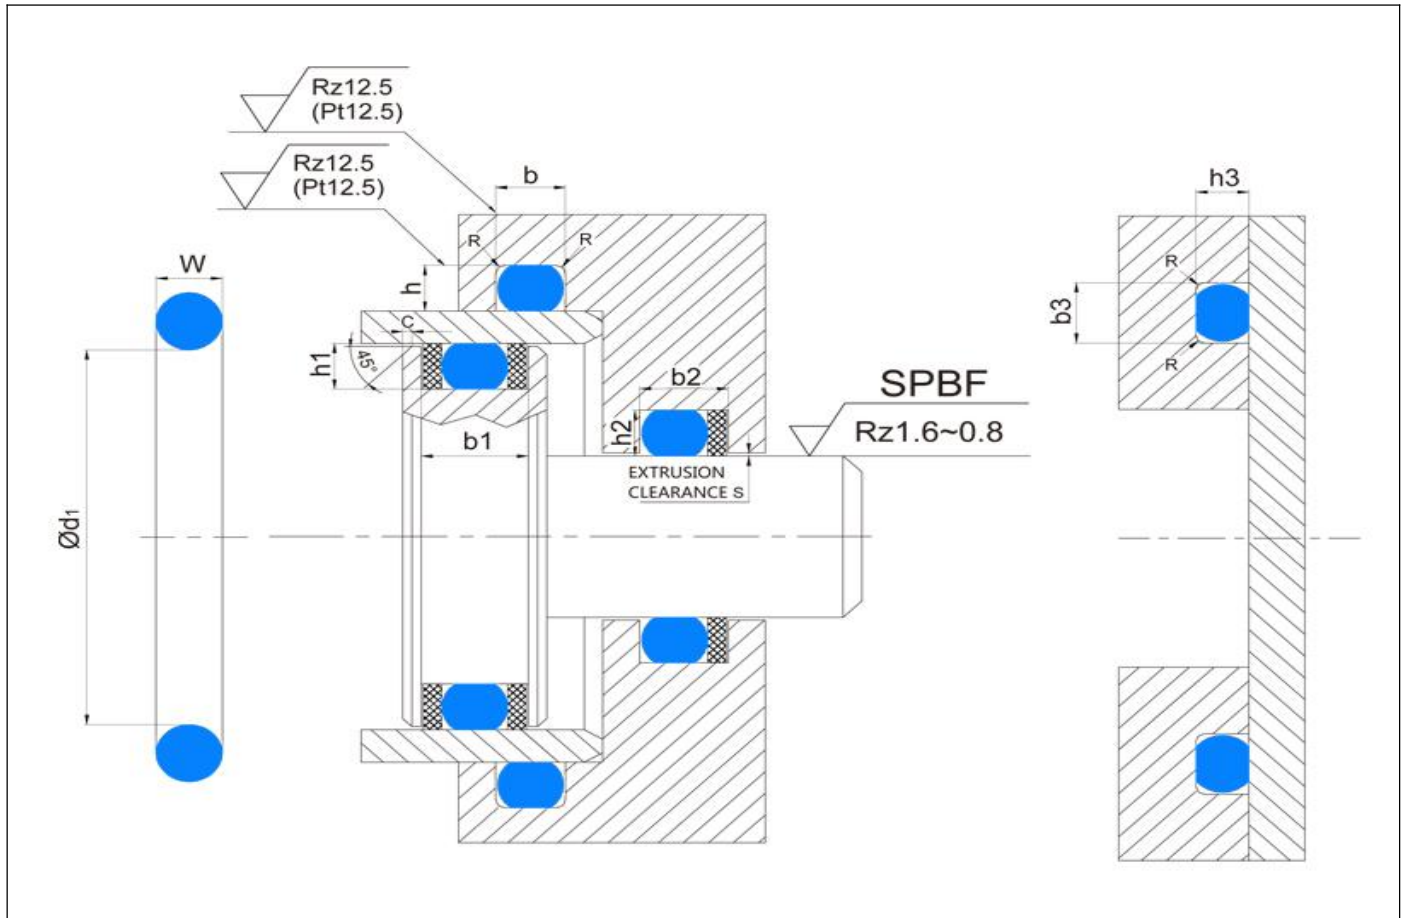 Rz12.5
(Pt12.5)
Rz12.5
(Pt12.5)
b
h3
R
R
W
h
R
b3
C
45°
h1
R
b2
SPBF
h2
Rz1.6~0.8
b1
EXTRUSION
CLEARANCE S
Ød1